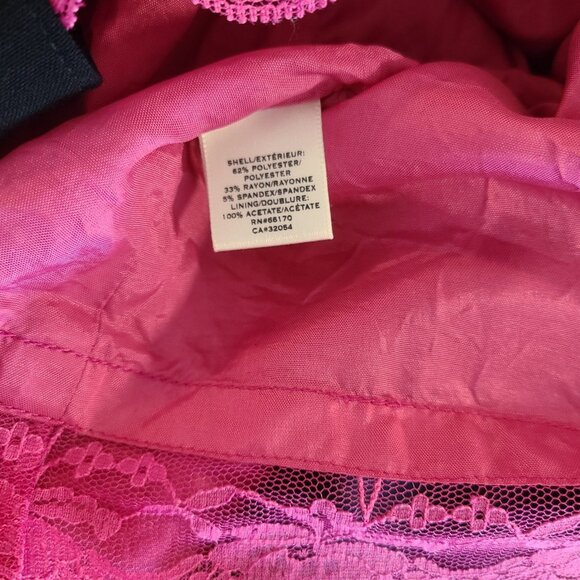 SHELL/EXTÉRIEUR:
62% POLYESTER/
POLYESTER
33% RAYON/RAYONNE
5% SPANDEX/SPANDEX
LINING/DOUBLURE:
100% ACETATE/ACÉTATE
RN#66170
CA#32054